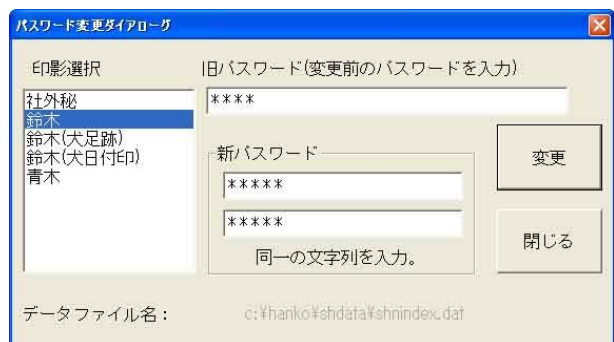 パスワード変更ダイアローグ
印影選択
旧パスワード(変更前のパスワードを入力)
社外秘
鈴木
鈴木(犬足跡)
鈴木(犬日付印)
青木
****
新パスワード
*****
*****
同一の文字列を入力。
変更
閉じる
データファイル名：
c:¥hanko¥shdata¥shnindex.dat